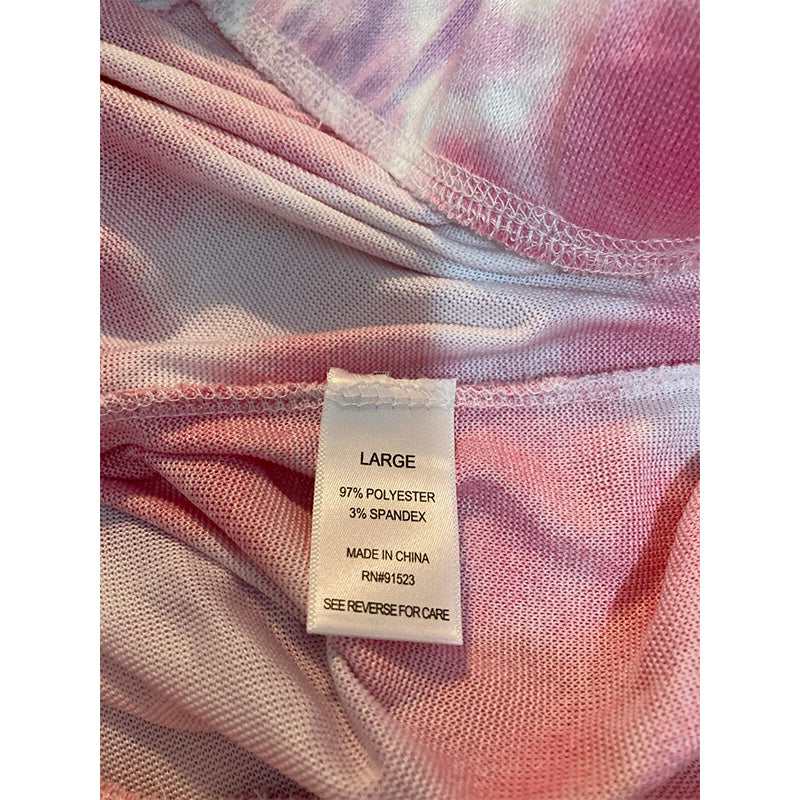 LARGE
97% POLYESTER
3% SPANDEX
MADE IN CHINA
RN#91523
SEE REVERSE FOR CARE